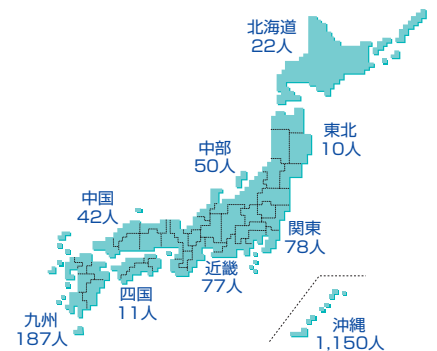 北海道
22人
東北
10人
中部
50人
中国
42人
関東
78人
近畿
77人
四国
11人
九州
187人
沖縄
1,150人